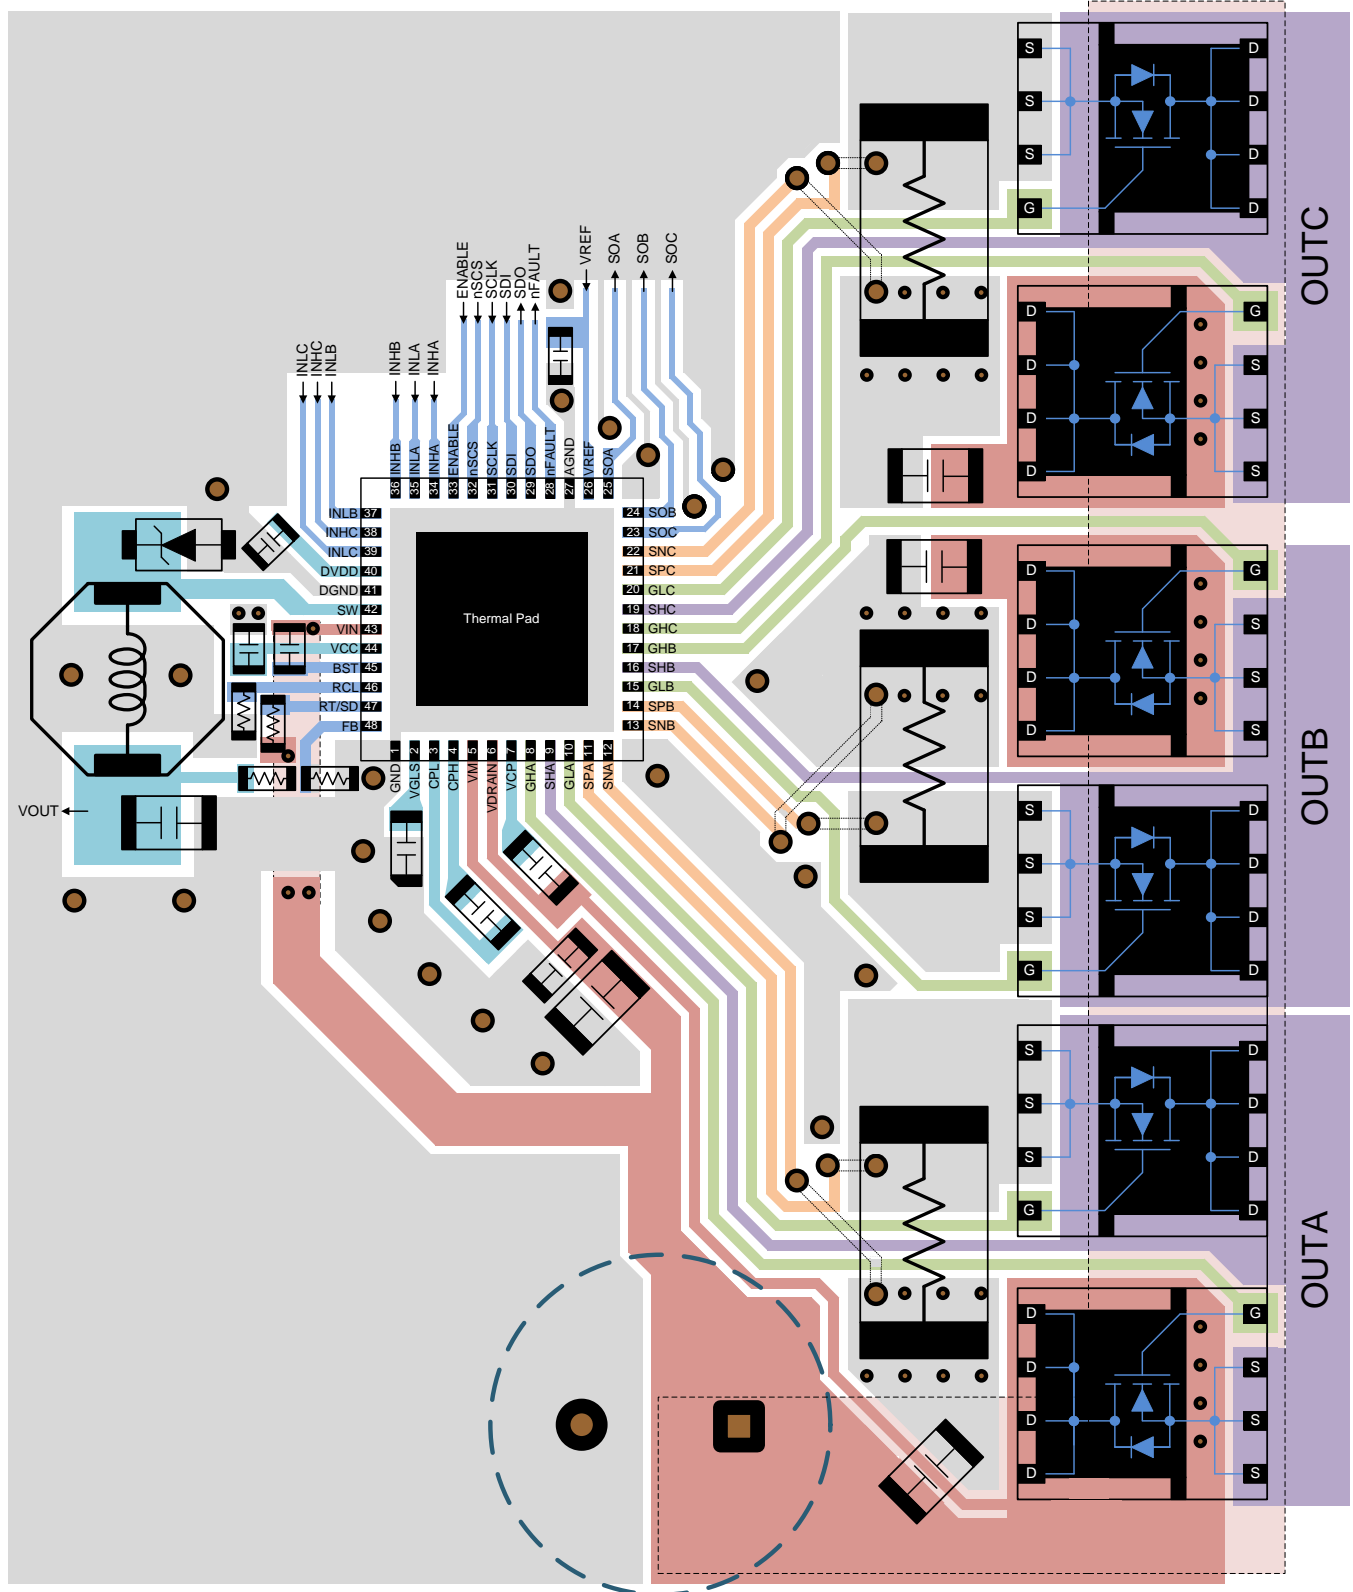 S
D
S
D
S
D
G
D
OUTC
ENABLE
nSCS
SCLK
SDI
SDO
nFAULT
VREF
SOA
SOB
SOC
D
G
D
S
D
S
D
S
INLC
INHC
INLB
INHB
INLA
INHA
INHB
INLA
INHA
ENABLE
nSCS
SCLK
SDI
SDO
nFAULT
AGND
VREF
SOA
36
35
34
33
32
31
30
29
28
27
26
25
INLB 37
INHC 38
INLC 39
DVDD 40
DGND 41
SW 42
VIN 43
VCC 44
BST 45
RCL 46
RT/SD 47
FB 48
Thermal Pad
24 SOB
23 SOC
22 SNC
21 SPC
20 GLC
19 SHC
18 GHC
17 GHB
16 SHB
15 GLB
14 SPB
13 SNB
D
G
D
S
D
S
D
S
OUTB
1
2
3
4
5
6
7
8
9
10
11
12
GND
VGLS
CPL
CPH
VM
VDRAIN
VCP
GHA
SHA
GLA
SPA
SNA
VOUT
S
D
S
D
S
D
G
D
S
D
S
D
S
D
G
D
OUTA
D
G
D
S
D
S
D
S